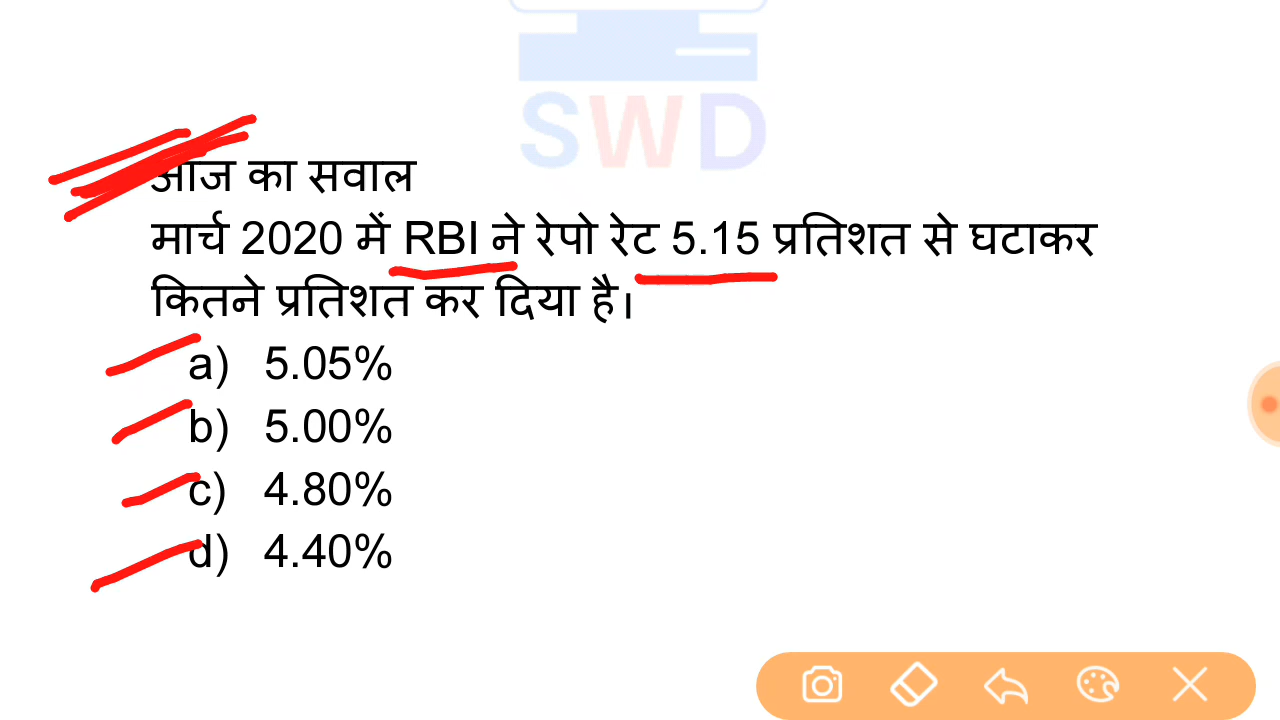 SWD
आज का सवाल
मार्च 2020 में RBI ने रेपो रेट 5.15 प्रतिशत से घटाकर
कितने प्रतिशत कर दिया है।
a) 5.05%
b) 5.00%
c) 4.80%
d) 4.40%